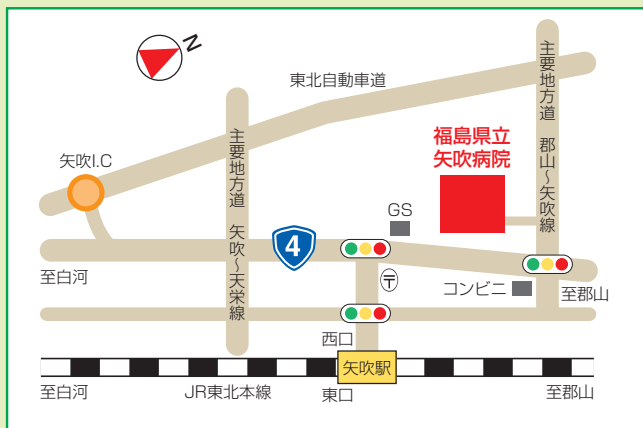 N
東北自動車道
主要地方道 郡山～矢吹線
主要地方道 矢吹～天栄線
福島県立
矢吹病院
矢吹I.C
GS
4
至白河
〒
コンビニ
至郡山
西口
矢吹駅
至白河
JR東北本線
東口
至郡山